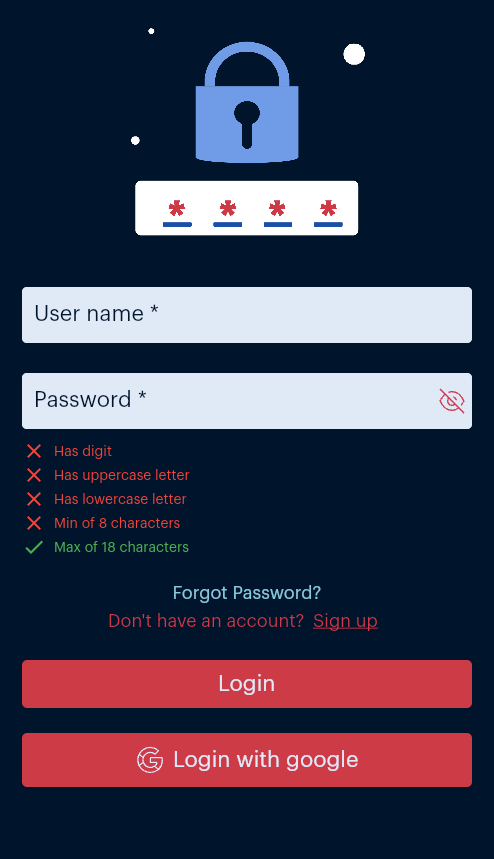 * * * *
User name *
Password *
Has digit
Has uppercase letter
Has lowercase letter
Min of 8 characters
Max of 18 characters
Forgot Password?
Don't have an account? Sign up
Login
Login with google